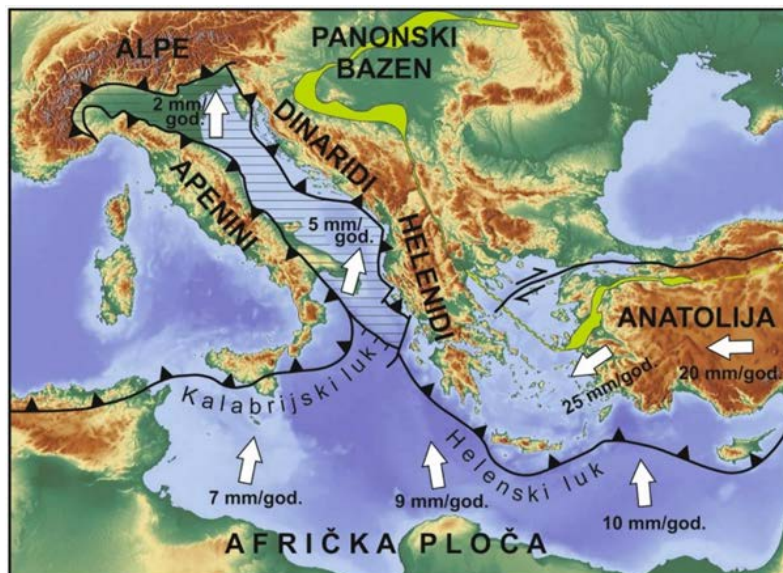 ALPE
PANONSKI
BAZEN
2 mm/
god.
DINARIDI
APENINI
5 mm/
god.
HELENIDI
ANATOLIJA
20 mm/god.
25 mm/god.
Kalabrijski luk
Helenski luk
7 mm/god.
9 mm/god.
10 mm/god.
AFRIČKA PLOČA